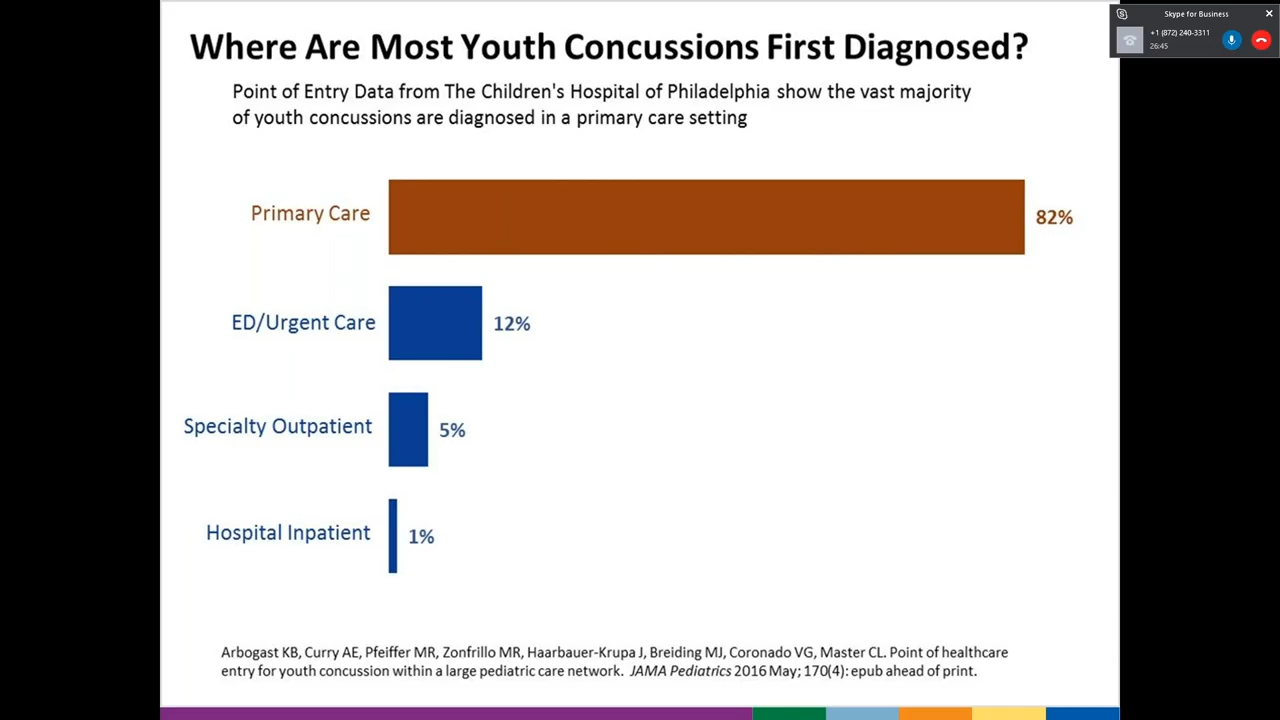 Where Are Most Youth Concussions First Diagnosed?
Point of Entry Data from The Children's Hospital of Philadelphia show the vast majority
of youth concussions are diagnosed in a primary care setting
Primary Care
82%
ED/Urgent Care
12%
Specialty Outpatient
5%
Hospital Inpatient
1%
Arbogast KB, Curry AE, Pfeiffer MR, Zonfrillo MR, Haarbauer-Krupa J, Breiding MJ, Coronado VG, Master CL. Point of healthcare
entry for youth concussion within a large pediatric care network. JAMA Pediatrics 2016 May; 170(4): epub ahead of print.
Skype for Business
+1 (872) 240-3311
26:45